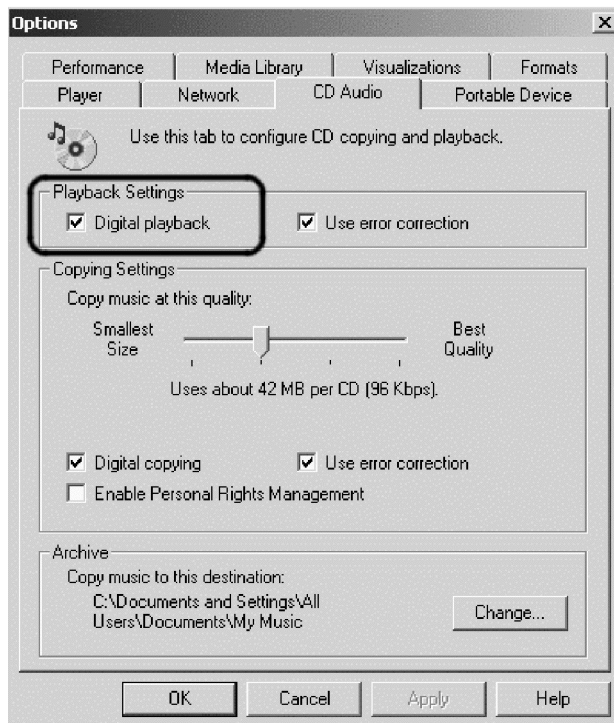 Options
Performance Media Library Visualizations Formats
Player Network CD Audio Portable Device
Use this tab to configure CD copying and playback.
Playback Settings
Digital playback Use error correction
Copying Settings
Copy music at this quality:
Smallest Size Best Quality
Uses about 42 MB per CD (96 Kbps).
Digital copying Use error correction
Enable Personal Rights Management
Archive
Copy music to this destination:
C:\Documents and Settings\All
Users\Documents\My Music
Change...
OK Cancel Apply Help